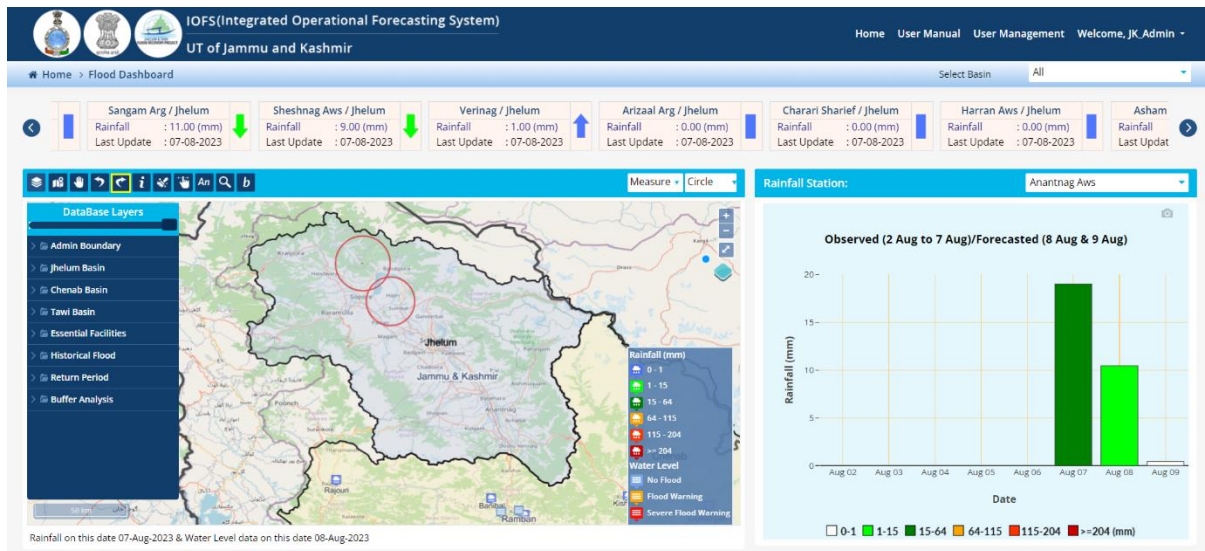 IOFS(Integrated Operational Forecasting System)
UT of Jammu and Kashmir
Home User Manual User Management Welcome, JK_Admin
Home > Flood Dashboard
Select Basin All
Sangam Arg / Jhelum
Rainfall : 11.00 (mm)
Last Update : 07-08-2023
Sheshnag Aws / Jhelum
Rainfall : 9.00 (mm)
Last Update : 07-08-2023
Verinag / Jhelum
Rainfall : 1.00 (mm)
Last Update : 07-08-2023
Arizaal Arg / Jhelum
Rainfall : 0.00 (mm)
Last Update : 07-08-2023
Charari Sharief / Jhelum
Rainfall : 0.00 (mm)
Last Update : 07-08-2023
Harran Aws / Jhelum
Rainfall : 0.00 (mm)
Last Update : 07-08-2023
Asham
Rainfall
Last Updat
i An b
Measure Circle
DataBase Layers
Admin Boundary
Jhelum Basin
Chenab Basin
Tawi Basin
Essential Facilities
Historical Flood
Return Period
Buffer Analysis
50 km
Jhelum
Jammu & Kashmir
Anantnag
Poonch
Rajouri
Ramban
Rainfall (mm)
0 - 1
1 - 15
15 - 64
64 - 115
115 - 204
>= 204
Water Level
No Flood
Flood Warning
Severe Flood Warning
Rainfall on this date 07-Aug-2023 & Water Level data on this date 08-Aug-2023
Rainfall Station: Anantnag Aws
Observed (2 Aug to 7 Aug)/Forecasted (8 Aug & 9 Aug)
Rainfall (mm)
20
15
10
5
0
Aug 02 Aug 03 Aug 04 Aug 05 Aug 06 Aug 07 Aug 08 Aug 09
Date
0-1 1-15 15-64 64-115 115-204 >=204 (mm)